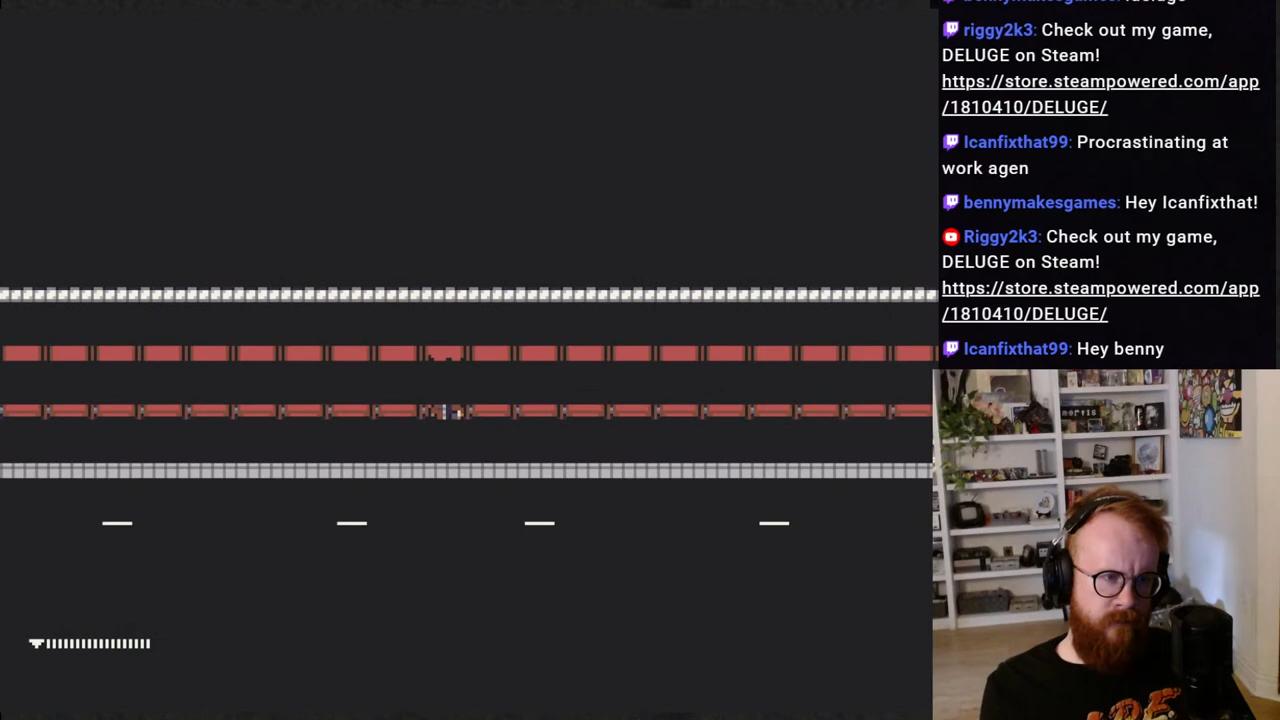 riggy2k3: Check out my game,
DELUGE on Steam!
https://store.steampowered.com/app
/1810410/DELUGE/
Icanfixthat99: Procrastinating at
work agen
bennymakesgames: Hey Icanfixthat!
Riggy2k3: Check out my game,
DELUGE on Steam!
https://store.steampowered.com/app
/1810410/DELUGE/
Icanfixthat99: Hey benny
mortis